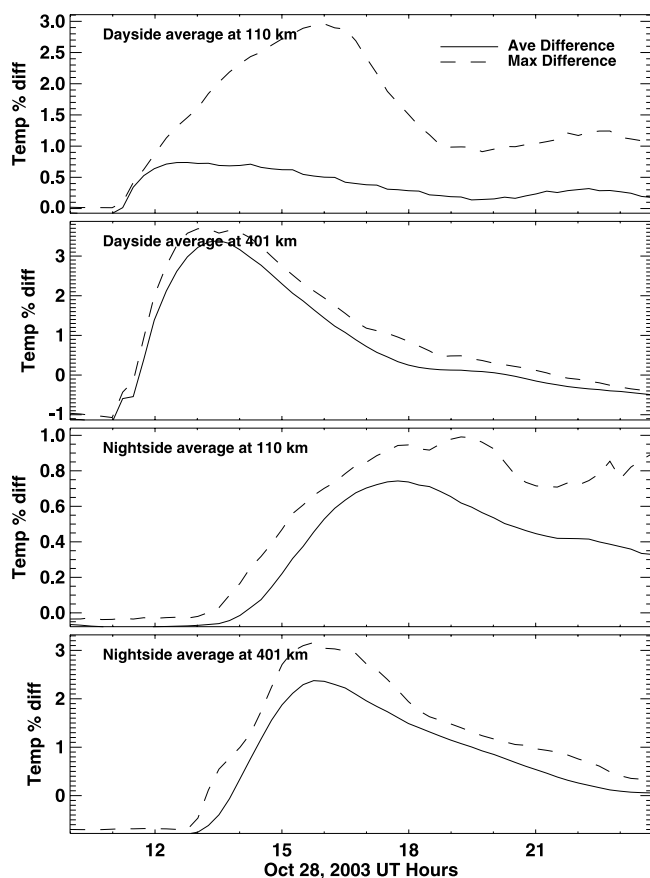 Dayside average at 110 km
Ave Difference
Max Difference
Temp % diff
3.0
2.5
2.0
1.5
1.0
0.5
0.0
Dayside average at 401 km
Temp % diff
3
2
1
0
-1
Nightside average at 110 km
Temp % diff
1.0
0.8
0.6
0.4
0.2
0.0
Nightside average at 401 km
Temp % diff
3
2
1
0
12 15 18 21
Oct 28, 2003 UT Hours